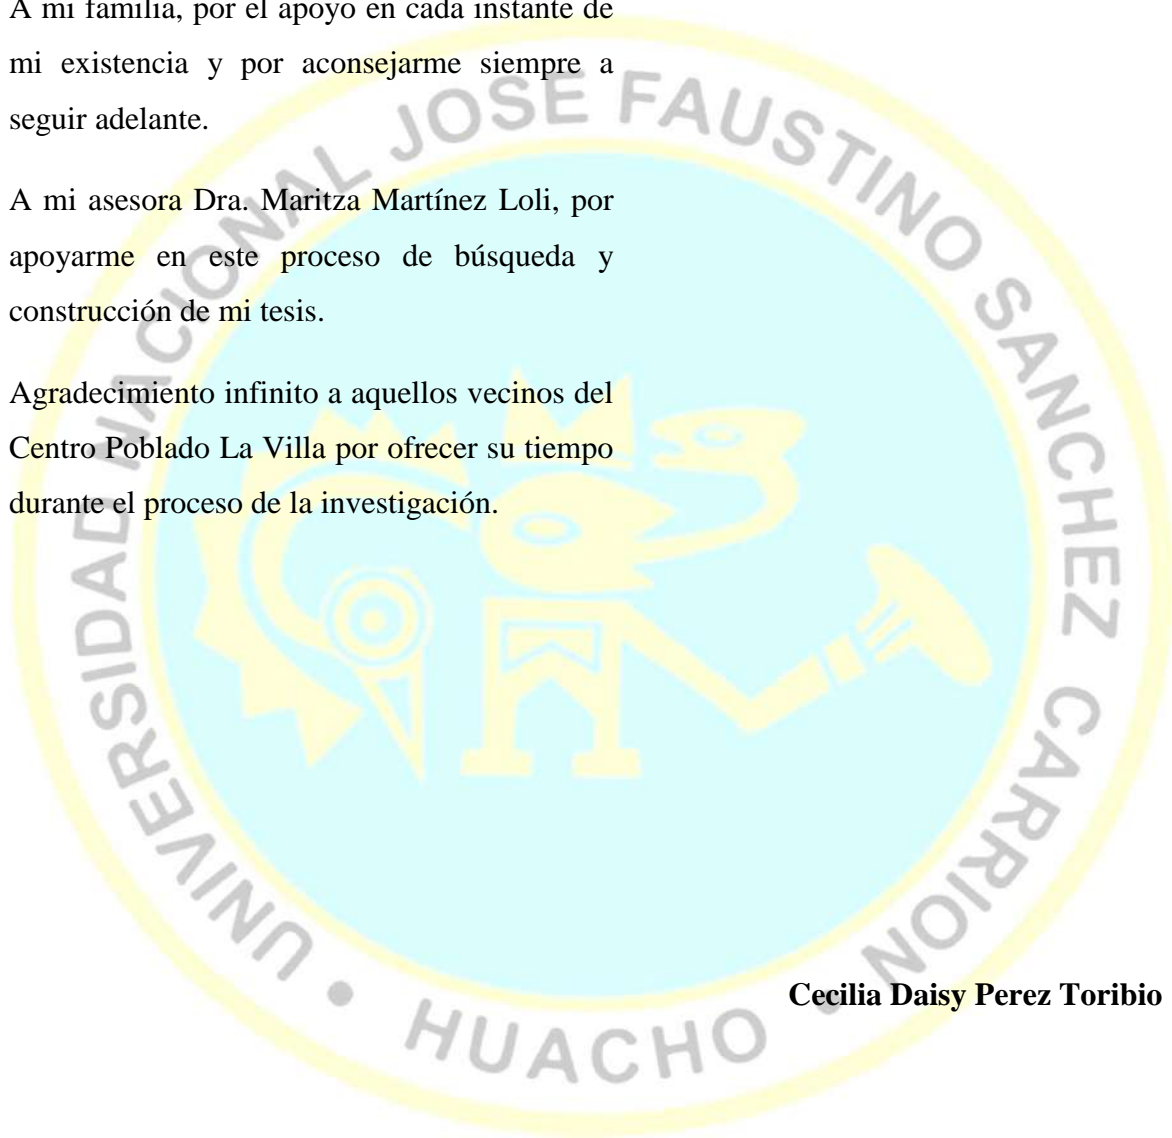 A mi familia, por el apoyo en cada instante de
mi existencia y por aconsejarme siempre a
seguir adelante.
A mi asesora Dra. Maritza Martínez Loli, por
apoyarme en este proceso de búsqueda y
construcción de mi tesis.
Agradecimiento infinito a aquellos vecinos del
Centro Poblado La Villa por ofrecer su tiempo
durante el proceso de la investigación.
Cecilia Daisy Perez Toribio
UNIVERSIDAD NACIONAL JOSE FAUSTINO SANCHEZ CARRION
• HUACHO •